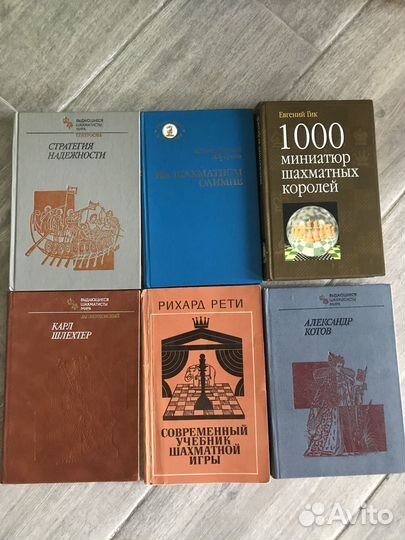 ВЫДАЮЩИЕСЯ
ШАХМАТИСТЫ
МИРА
СТРАТЕГИЯ
НАДЕЖНОСТИ
НА ШАХМАТНОМ
ОЛИМПЕ
Евгений Гик
1000
миниатюр
шахматных
королей
ВЫДАЮЩИЕСЯ
ШАХМАТИСТЫ
МИРА
КАРЛ
ШЛЕХТЕР
РИХАРД РЕТИ
СОВРЕМЕННЫЙ
УЧЕБНИК
ШАХМАТНОЙ
ИГРЫ
ВЫДАЮЩИЕСЯ
ШАХМАТИСТЫ
МИРА
АЛЕКСАНДР
КОТОВ
Avito